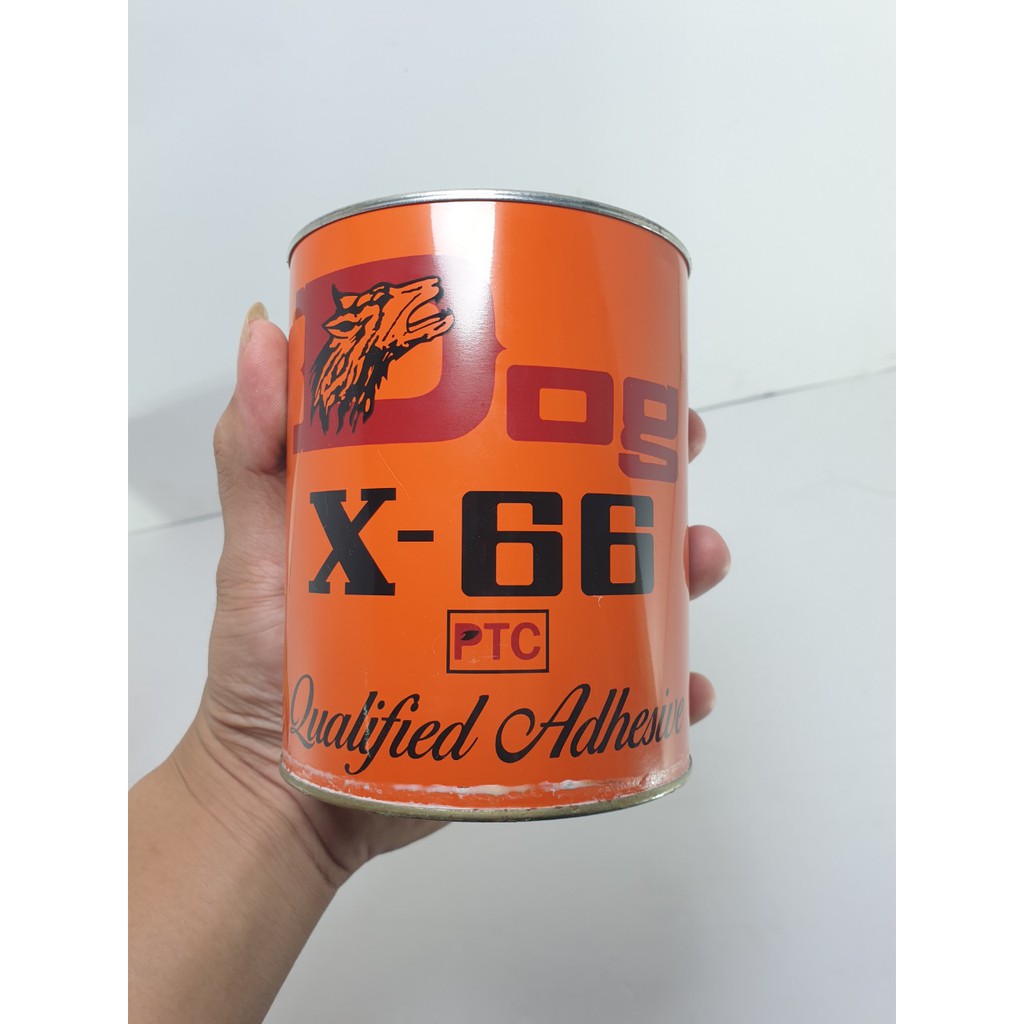 Dog
X-66
PTC
Qualified Adhesive